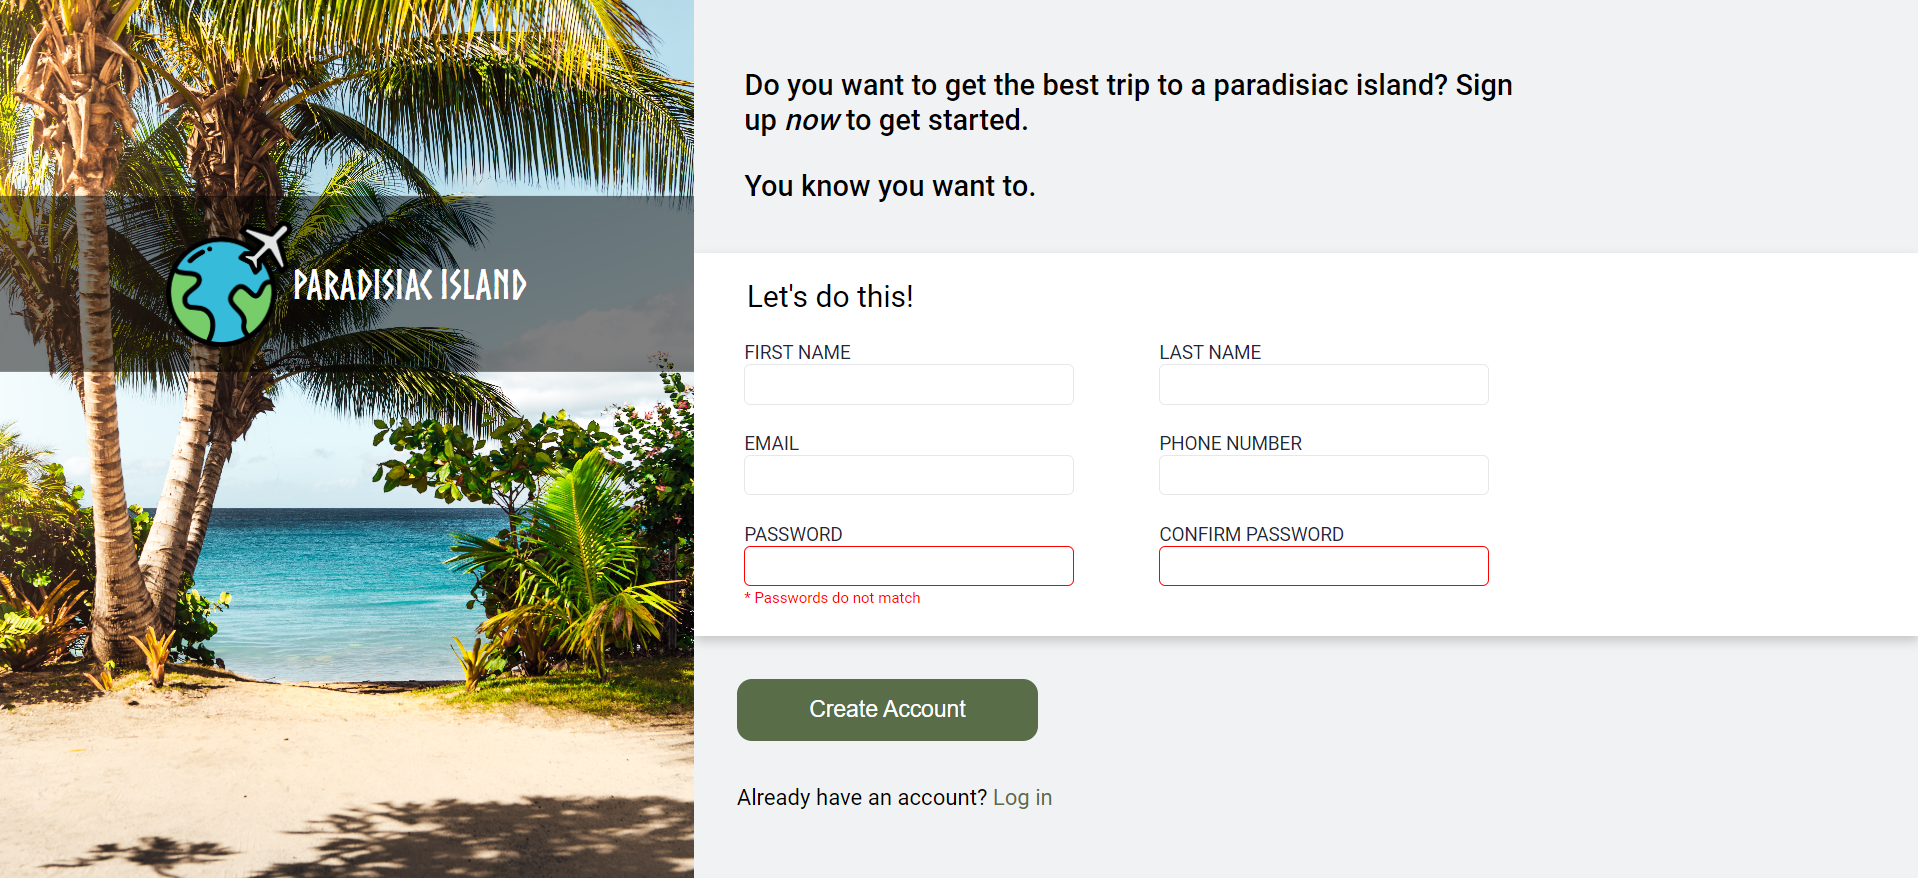 PARADISIAC ISLAND
Do you want to get the best trip to a paradisiac island? Sign
up now to get started.
You know you want to.
Let's do this!
FIRST NAME
LAST NAME
EMAIL
PHONE NUMBER
PASSWORD
CONFIRM PASSWORD
* Passwords do not match
Create Account
Already have an account? Log in